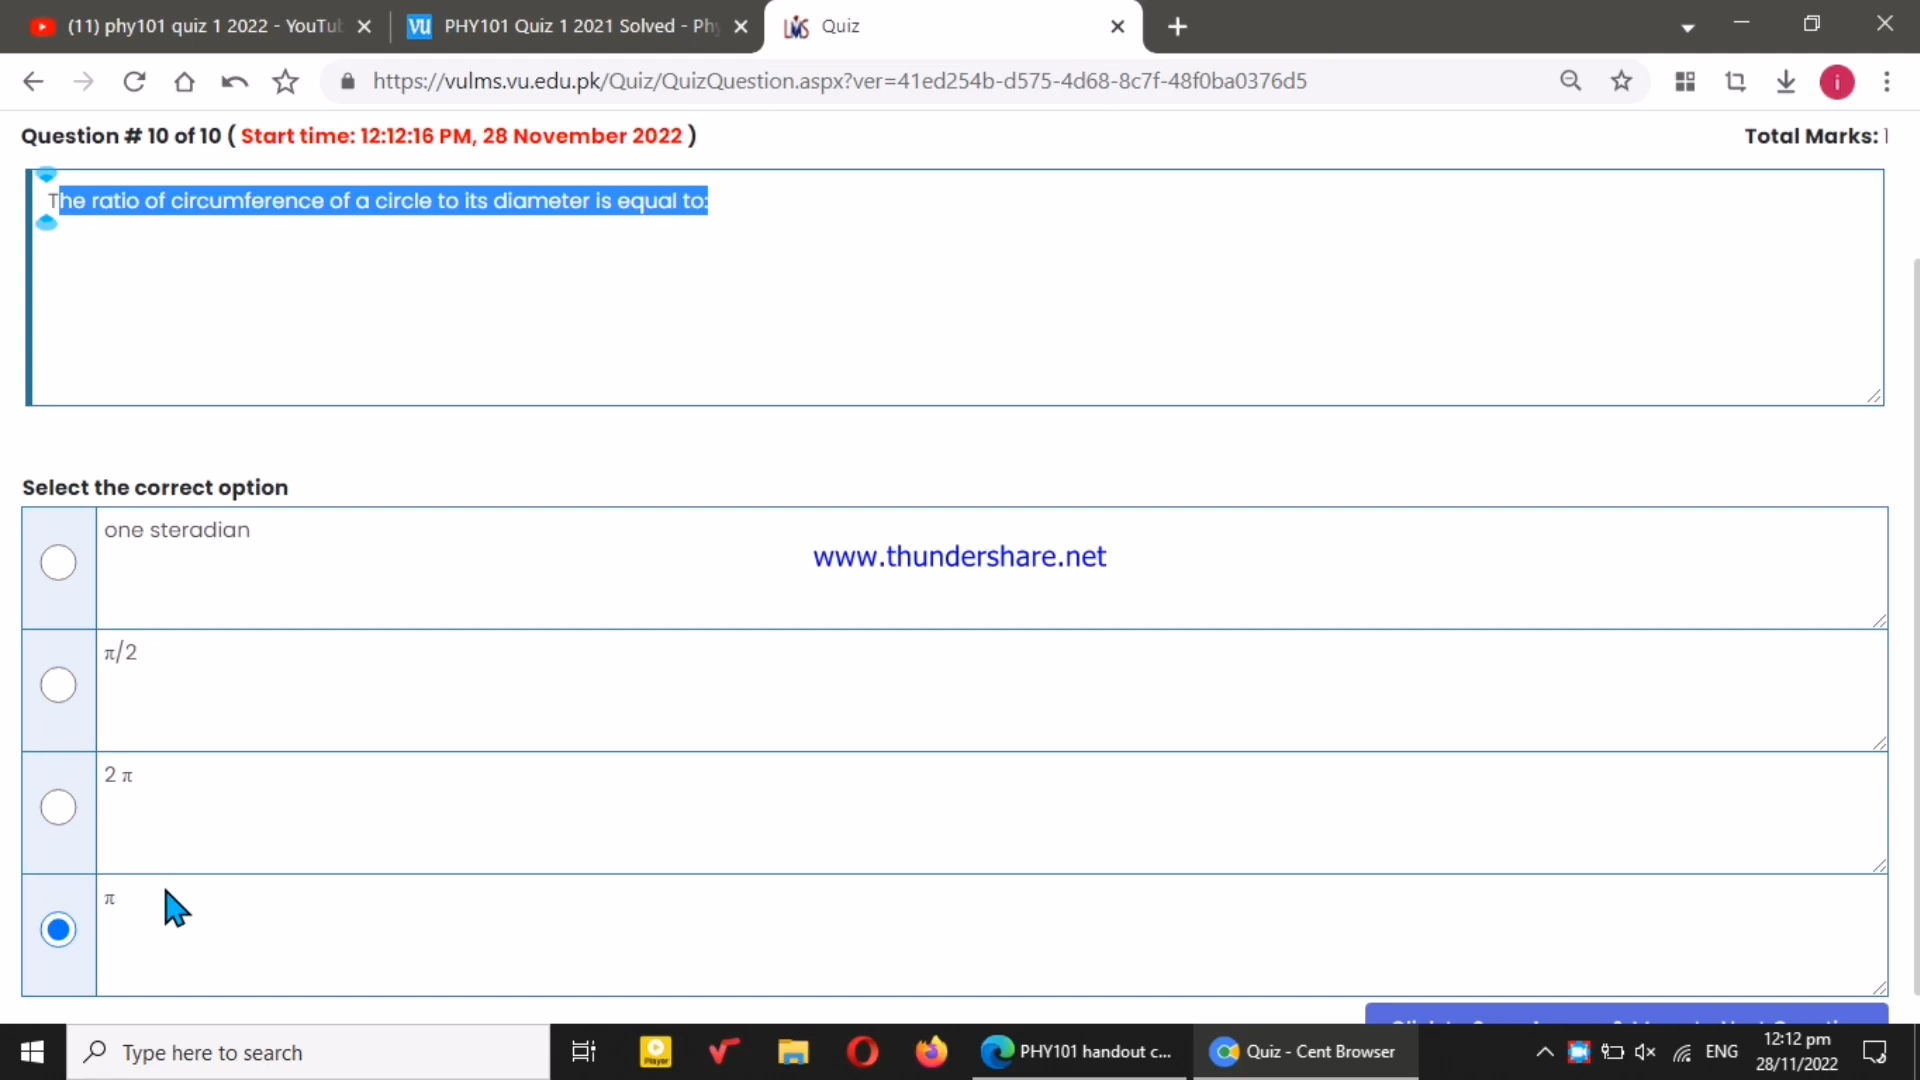 (11) phy101 quiz 1 2022 - YouTu
PHY101 Quiz 1 2021 Solved - Phy
Quiz
https://vulms.vu.edu.pk/Quiz/QuizQuestion.aspx?ver=41ed254b-d575-4d68-8c7f-48f0ba0376d5
i
Question # 10 of 10 ( Start time: 12:12:16 PM, 28 November 2022 )
Total Marks: 1
The ratio of circumference of a circle to its diameter is equal to:
Select the correct option
one steradian
www.thundershare.net
π/2
2 π
π
Type here to search
Player
PHY101 handout c...
Quiz - Cent Browser
ENG
12:12 pm
28/11/2022